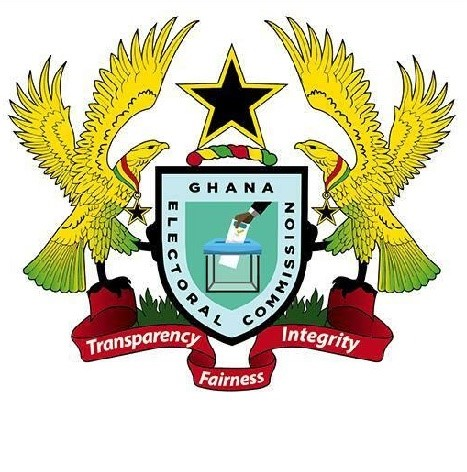 GHANA
ELECTORAL COMMISSION
Transparency
Fairness
Integrity